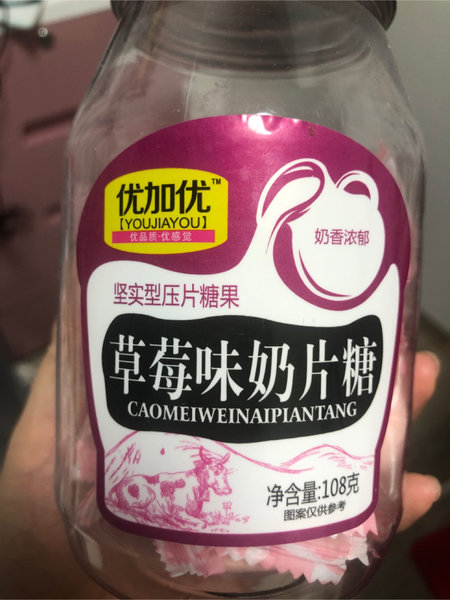 优加优™
【YOUJIAYOU】
优品质·优感觉
奶香浓郁
坚实型压片糖果
草莓味奶片糖
CAOMEIWEINAIPIANTANG
净含量:108克
图案仅供参考